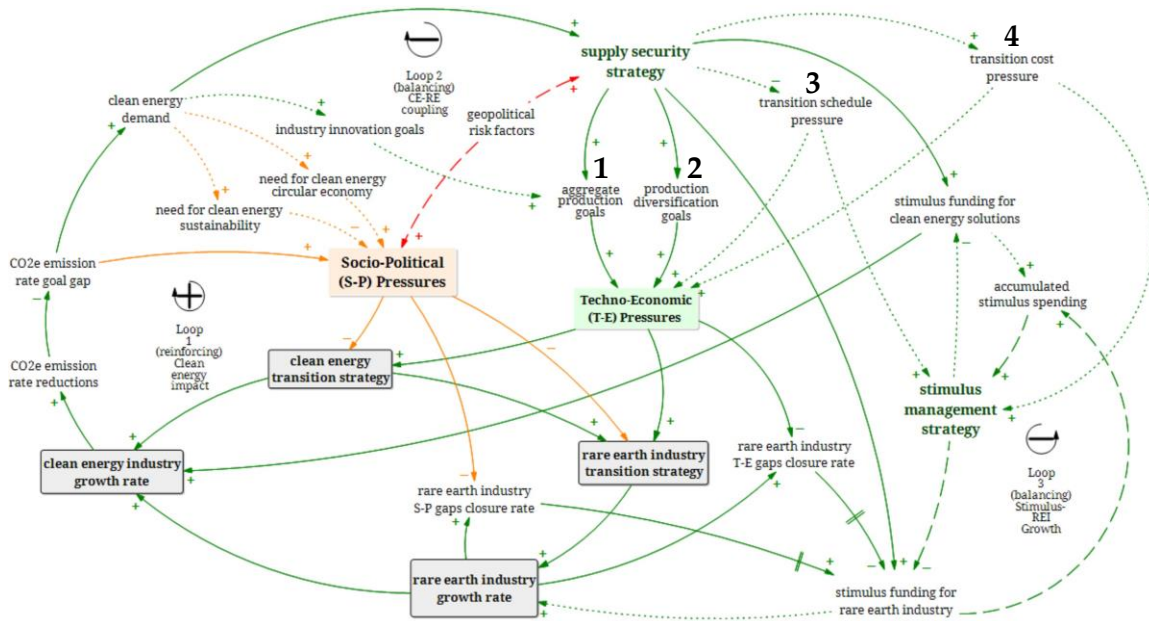 4
supply security
strategy
transition cost
pressure
3
transition schedule
pressure
Loop 2
(balancing)
CE-RE
coupling
clean energy
demand
industry innovation goals
geopolitical
risk factors
1
2
aggregate
production
goals
production
diversification
goals
need for clean energy
circular economy
need for clean energy
sustainability
stimulus funding for
clean energy solutions
CO2e emission
rate goal gap
Socio-Political
(S-P) Pressures
Techno-Economic
(T-E) Pressures
accumulated
stimulus spending
Loop
1
(reinforcing)
Clean
energy
impact
CO2e emission
rate reductions
clean energy
transition strategy
stimulus
management
strategy
clean energy industry
growth rate
rare earth industry
transition strategy
rare earth industry
T-E gaps closure rate
Loop
3
(balancing)
Stimulus-
REI
Growth
rare earth industry
S-P gaps closure rate
rare earth industry
growth rate
stimulus funding for
rare earth industry